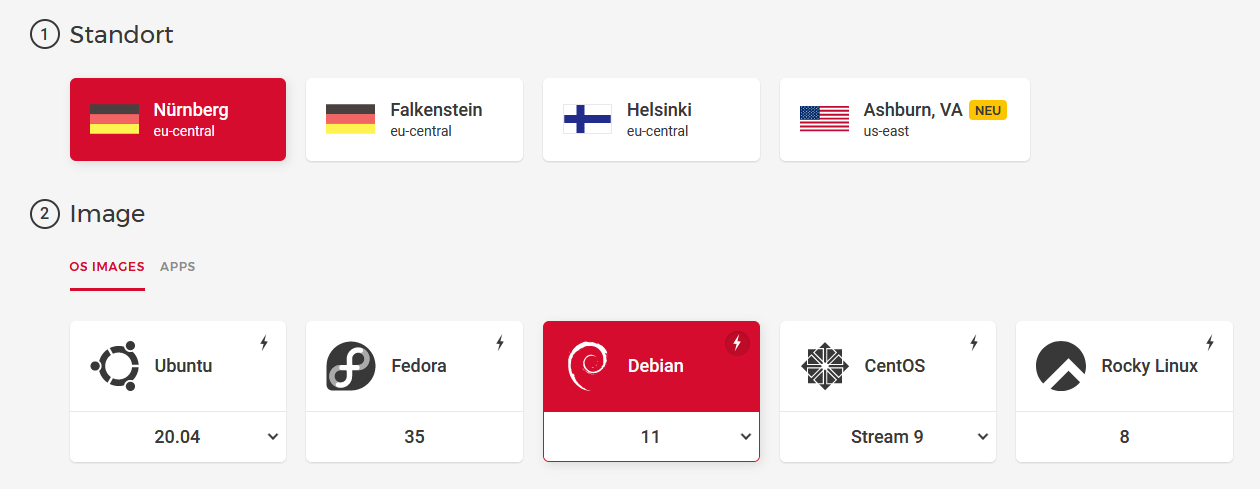 1 Standort
Nürnberg
eu-central
Falkenstein
eu-central
Helsinki
eu-central
Ashburn, VA NEU
us-east
2 Image
OS IMAGES APPS
Ubuntu
20.04
Fedora
35
Debian
11
CentOS
Stream 9
Rocky Linux
8